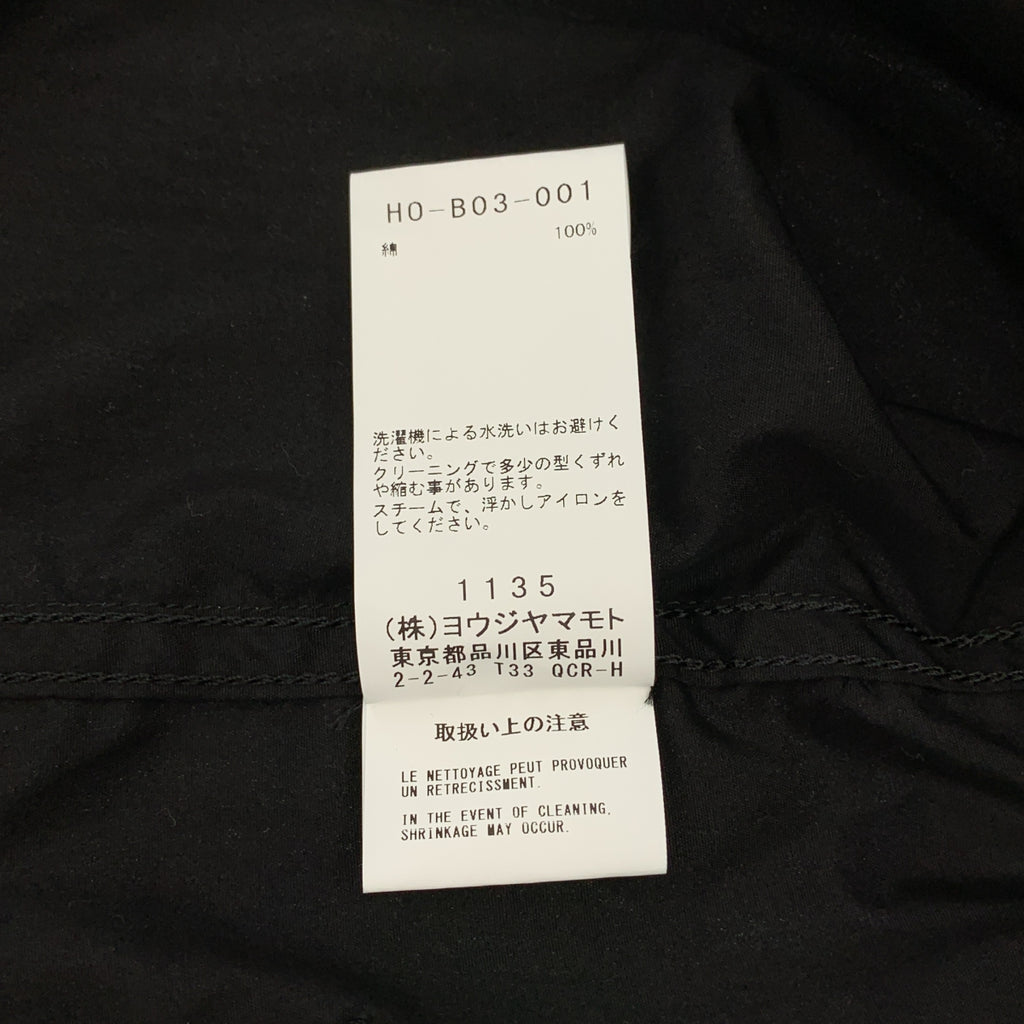 HO-B03-001
綿 100%
洗濯機による水洗いはお避けく
ださい。
クリーニングで多少の型くずれ
や縮む事があります。
スチームで、浮かしアイロンを
してください。
1135
(株)ヨウジヤマモト
東京都品川区東品川
2-2-43 T33 QCR-H
取扱い上の注意
LE NETTOYAGE PEUT PROVOQUER
UN RETRECISSMENT.
IN THE EVENT OF CLEANING,
SHRINKAGE MAY OCCUR.